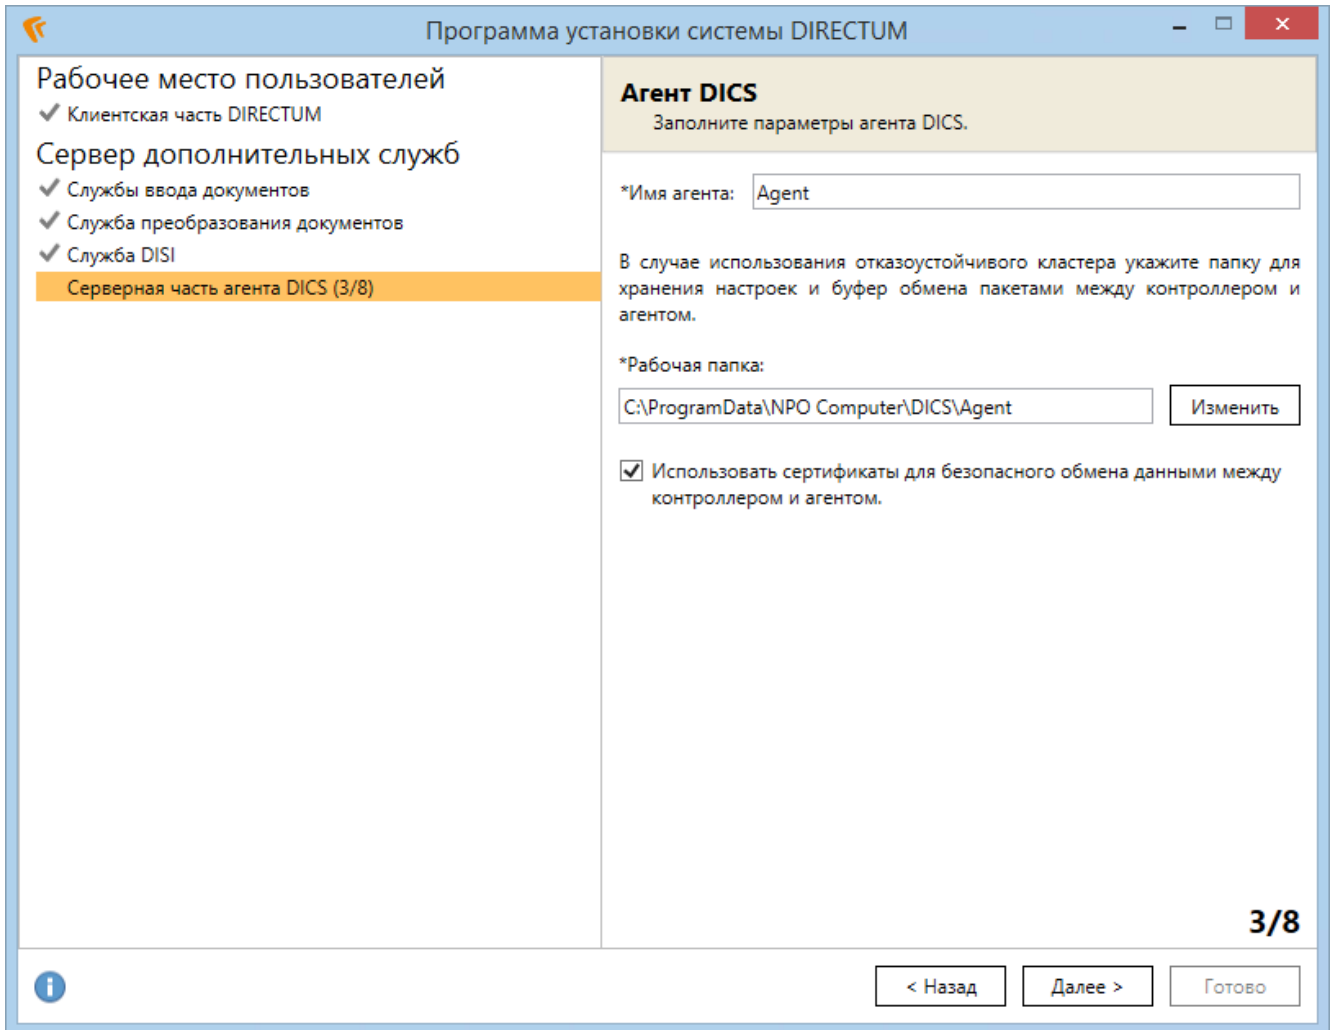 Программа установки системы DIRECTUM
Рабочее место пользователей
Клиентская часть DIRECTUM
Сервер дополнительных служб
Службы ввода документов
Служба преобразования документов
Служба DISI
Серверная часть агента DICS (3/8)
Агент DICS
Заполните параметры агента DICS.
*Имя агента: Agent
В случае использования отказоустойчивого кластера укажите папку для
хранения настроек и буфер обмена пакетами между контроллером и
агентом.
*Рабочая папка:
C:\ProgramData\NPO Computer\DICS\Agent Изменить
Использовать сертификаты для безопасного обмена данными между
контроллером и агентом.
3/8
< Назад Далее > Готово